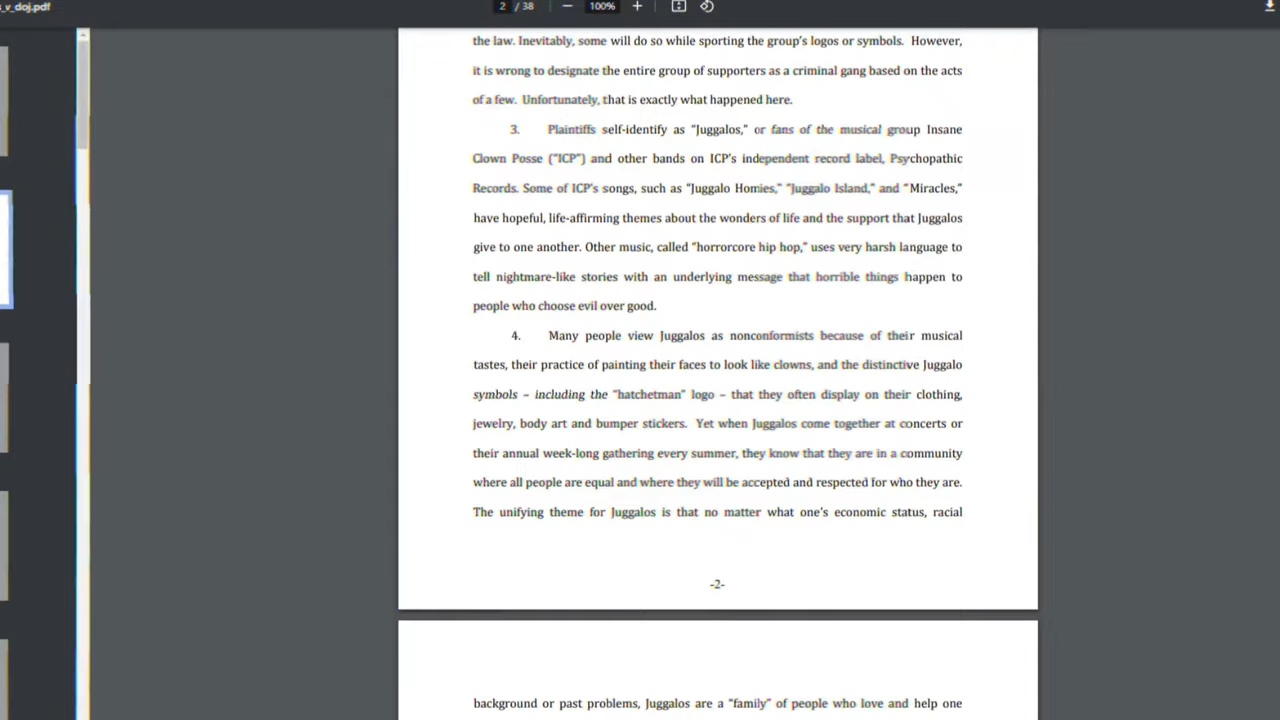 s_v_doj.pdf
2 / 38
100%
the law. Inevitably, some will do so while sporting the group's logos or symbols. However,
it is wrong to designate the entire group of supporters as a criminal gang based on the acts
of a few. Unfortunately, that is exactly what happened here.
3. Plaintiffs self-identify as “Juggalos,” or fans of the musical group Insane
Clown Posse (“ICP”) and other bands on ICP's independent record label, Psychopathic
Records. Some of ICP's songs, such as “Juggalo Homies,” “Juggalo Island,” and “Miracles,”
have hopeful, life-affirming themes about the wonders of life and the support that Juggalos
give to one another. Other music, called “horrorcore hip hop,” uses very harsh language to
tell nightmare-like stories with an underlying message that horrible things happen to
people who choose evil over good.
4. Many people view Juggalos as nonconformists because of their musical
tastes, their practice of painting their faces to look like clowns, and the distinctive Juggalo
symbols – including the “hatchetman” logo – that they often display on their clothing,
jewelry, body art and bumper stickers. Yet when Juggalos come together at concerts or
their annual week-long gathering every summer, they know that they are in a community
where all people are equal and where they will be accepted and respected for who they are.
The unifying theme for Juggalos is that no matter what one's economic status, racial
-2-
background or past problems, Juggalos are a “family” of people who love and help one